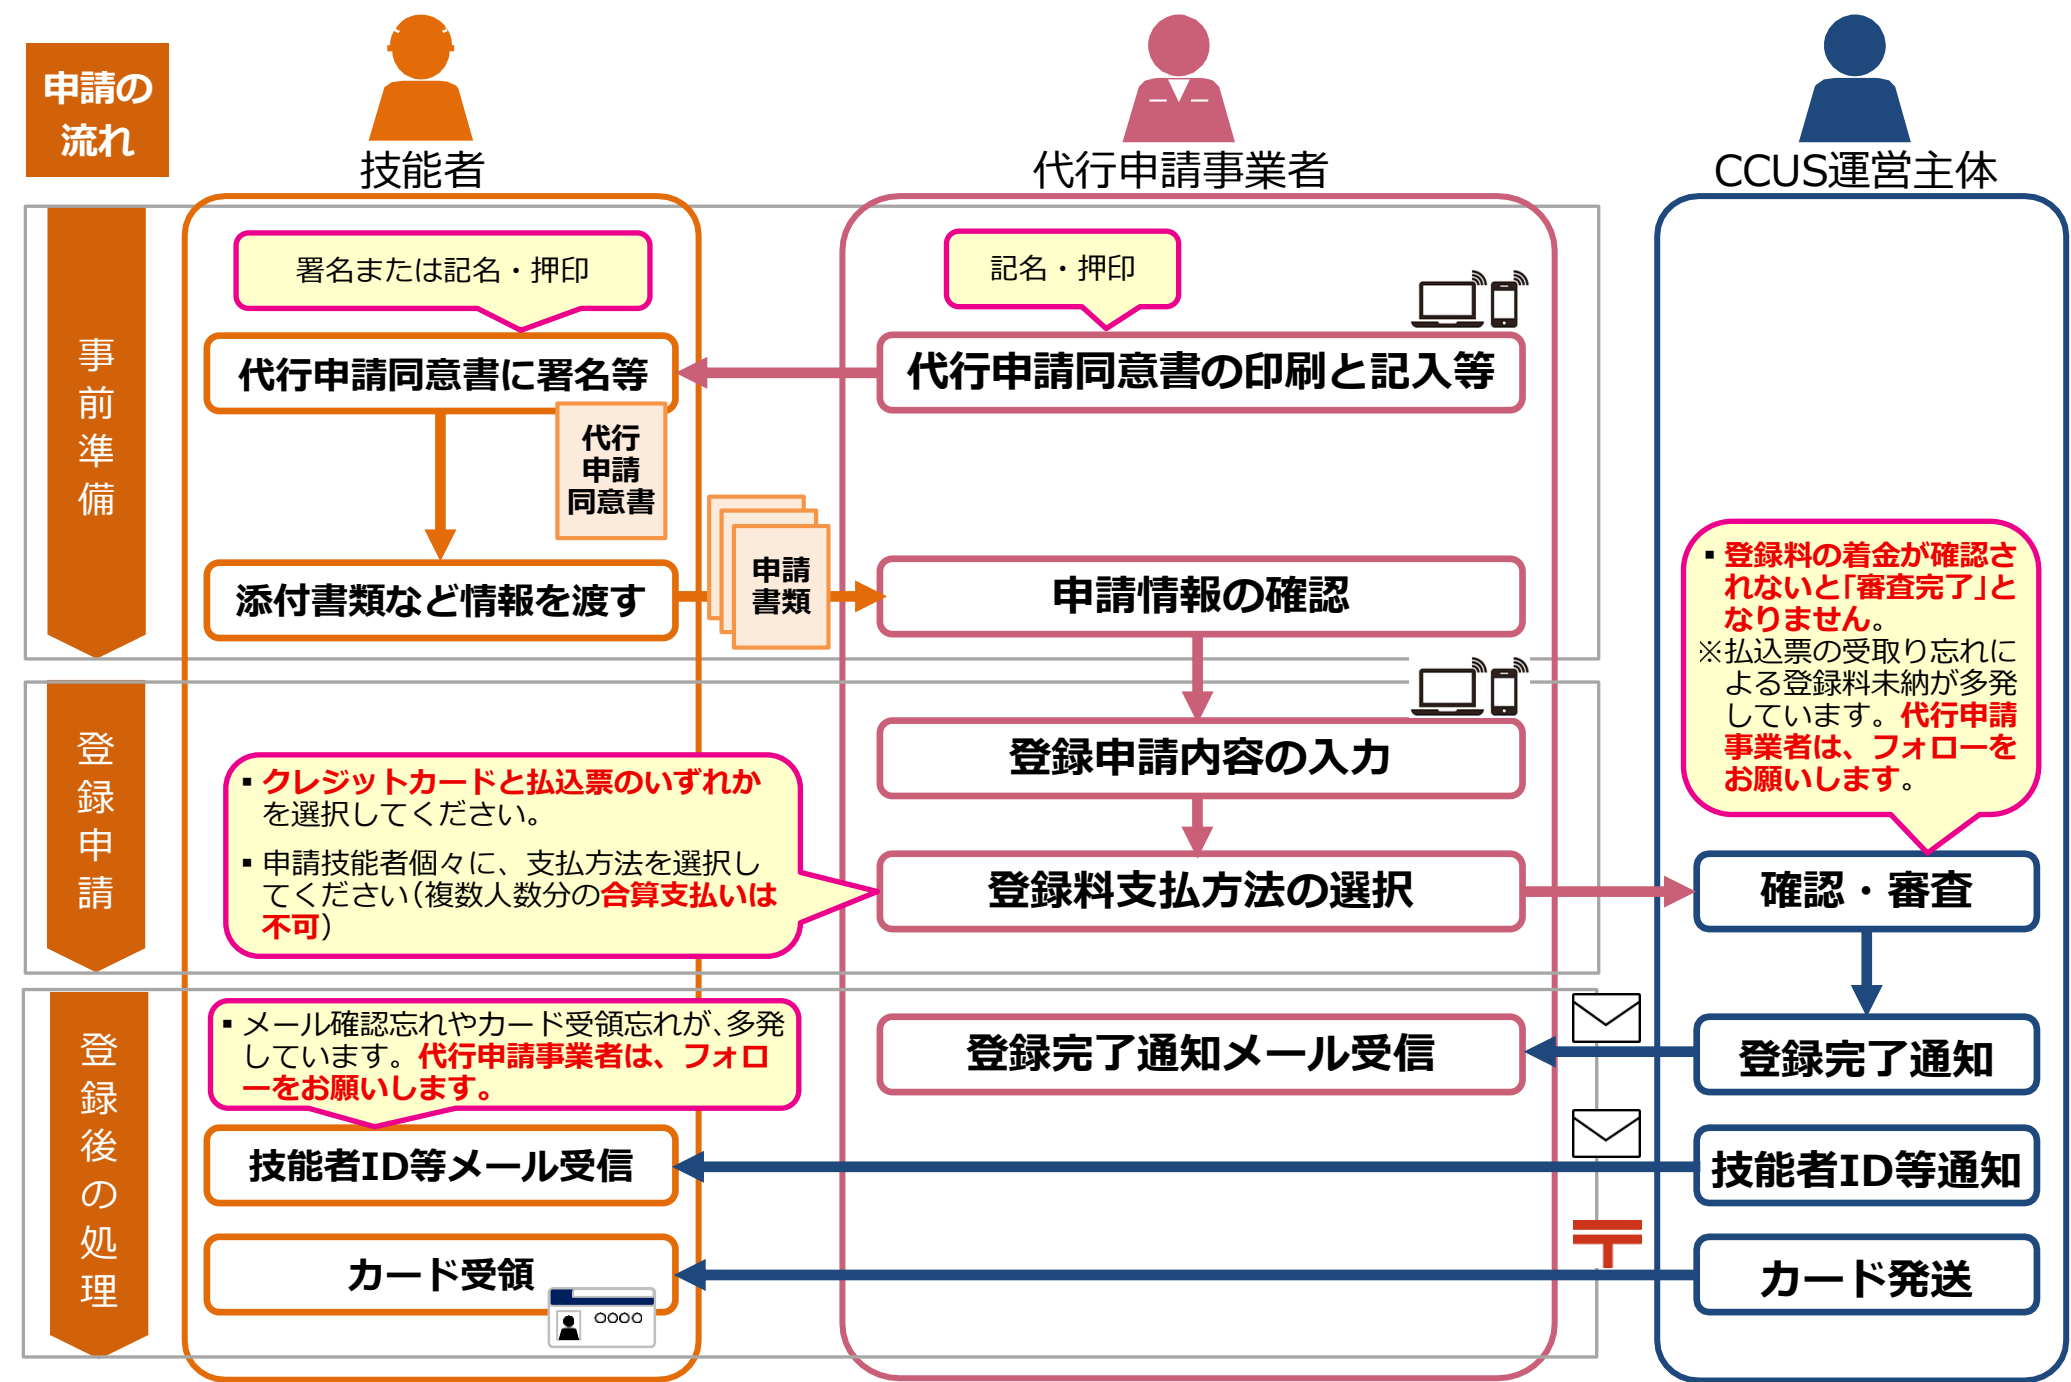 申請の
流れ
技能者
代行申請事業者
CCUS運営主体
事前準備
署名または記名・押印
記名・押印
代行申請同意書に署名等
代行申請同意書の印刷と記入等
代行
申請
同意書
添付書類など情報を渡す
申請
書類
申請情報の確認
▪ 登録料の着金が確認さ
れないと｢審査完了｣と
なりません。
※払込票の受取り忘れに
よる登録料未納が多発
しています。代行申請
事業者は、フォローを
お願いします。
登録申請
登録申請内容の入力
▪ クレジットカードと払込票のいずれか
を選択してください。
▪ 申請技能者個々に、支払方法を選択し
てください(複数人数分の合算支払いは
不可)
登録料支払方法の選択
確認・審査
登録後の処理
▪ メール確認忘れやカード受領忘れが､多発
しています。代行申請事業者は、フォロ
ーをお願いします。
登録完了通知メール受信
登録完了通知
技能者ID等メール受信
技能者ID等通知
〒
カード受領
○○○○
カード発送